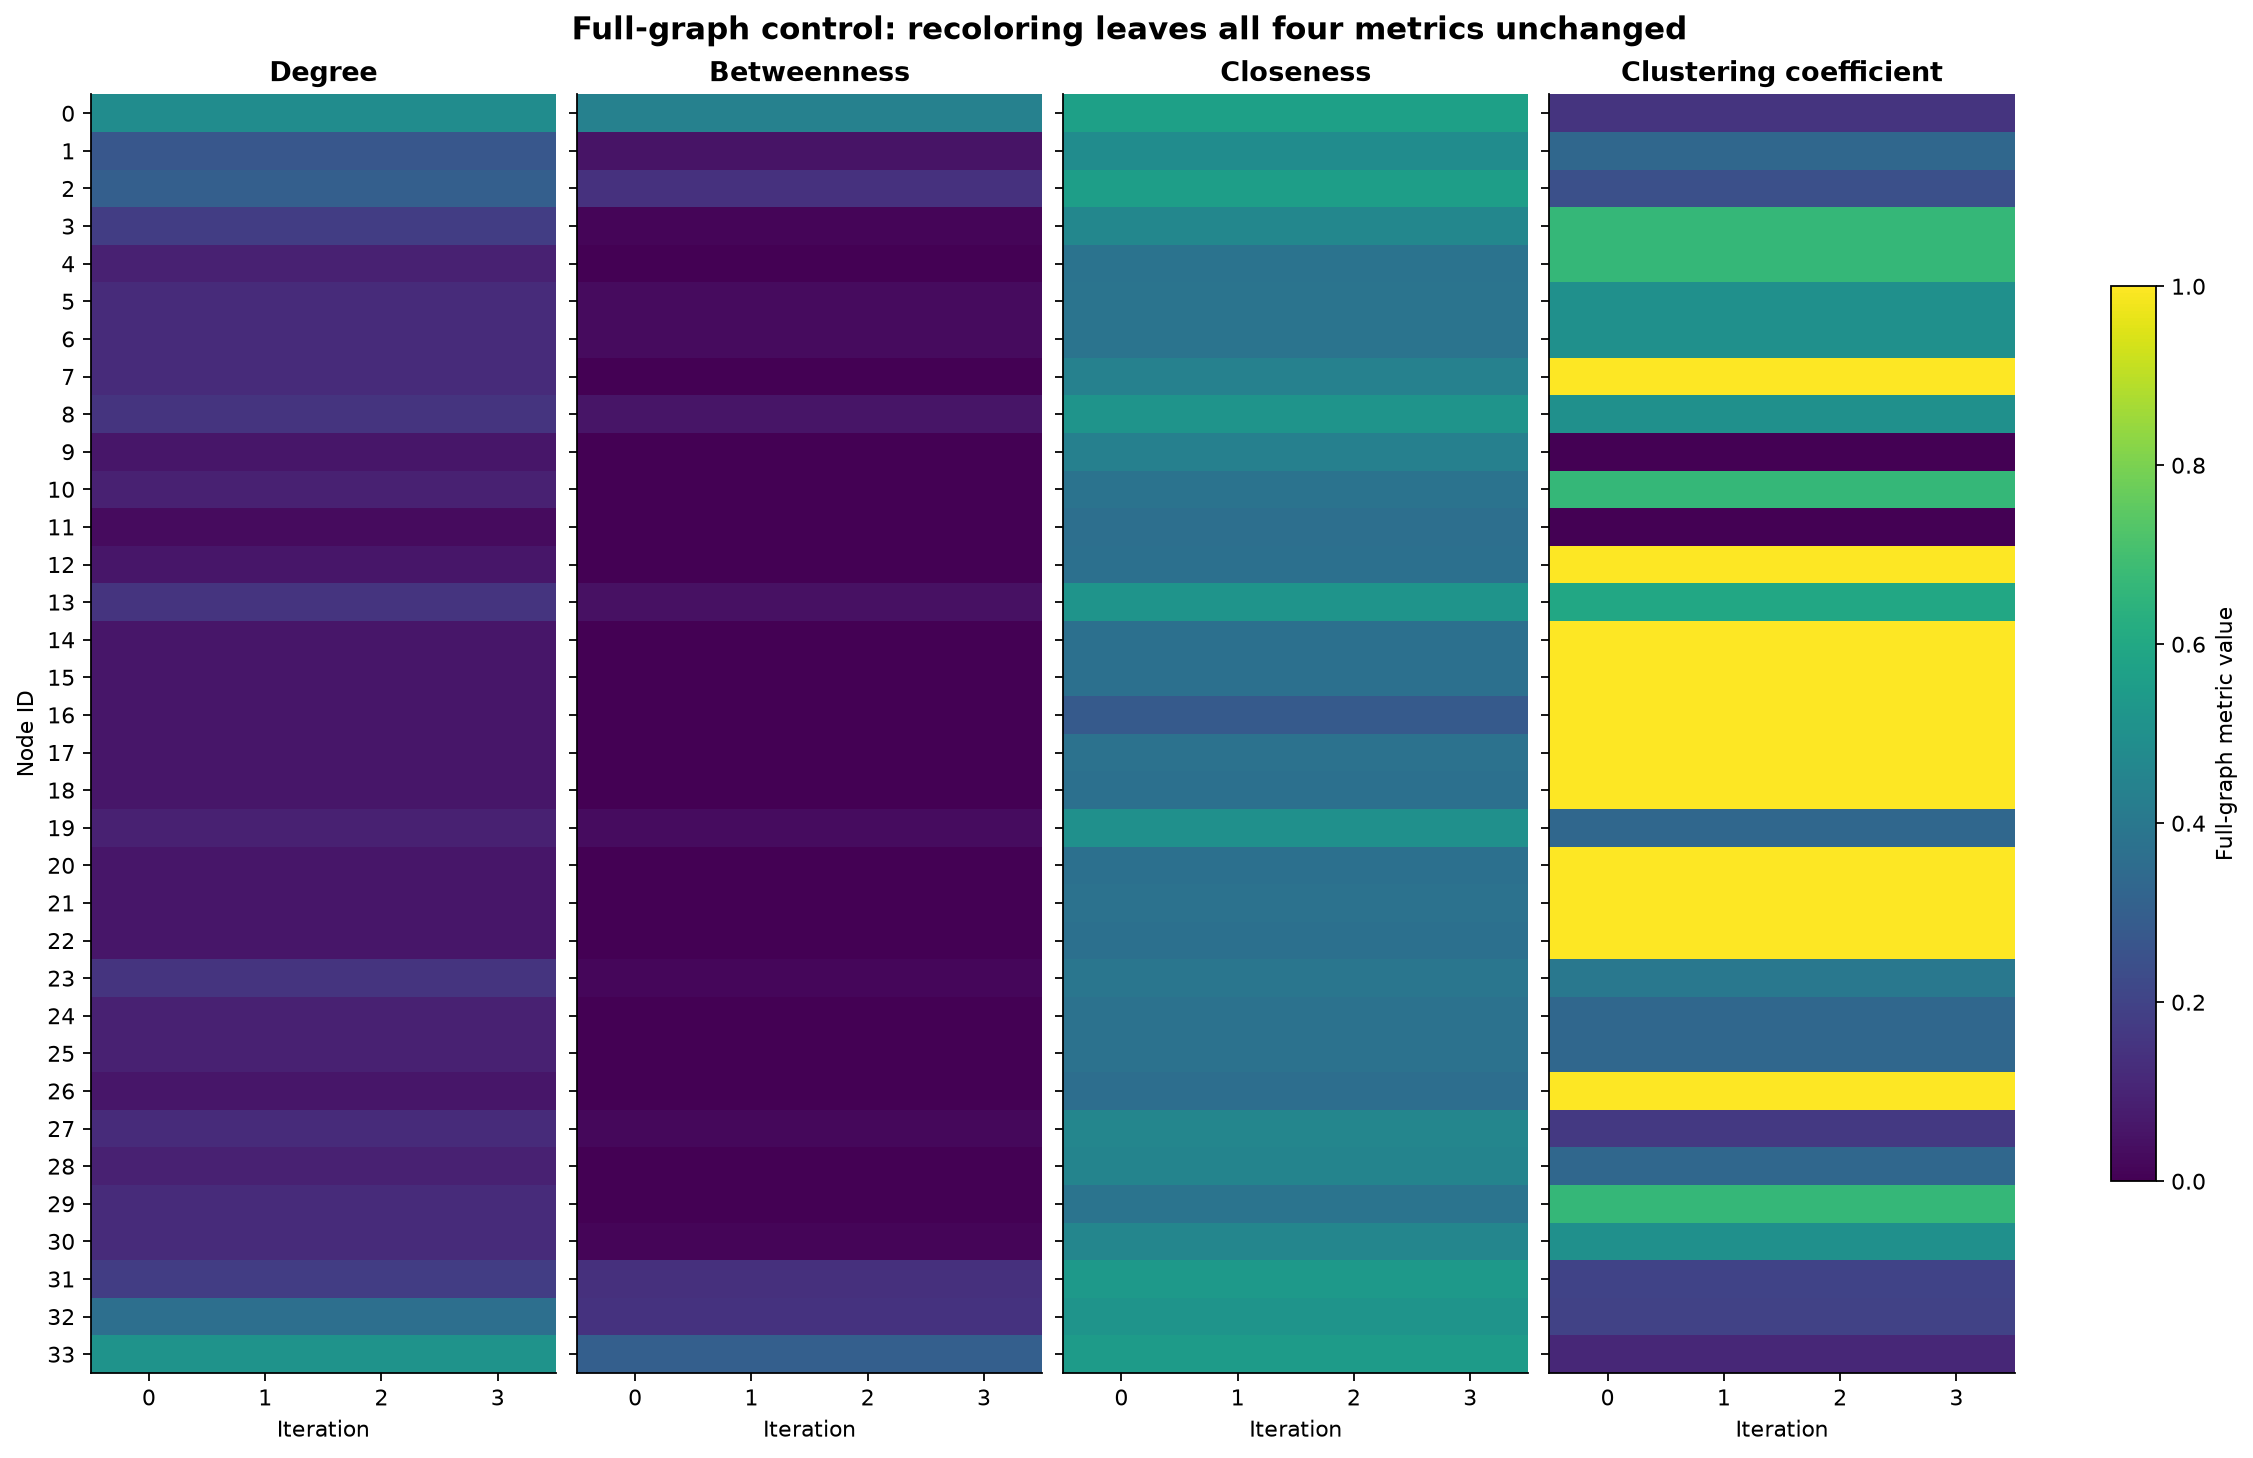 Full-graph control: recoloring leaves all four metrics unchanged
Degree
Betweenness
Closeness
Clustering coefficient
Node ID
0
1
2
3
4
5
6
7
8
9
10
11
12
13
14
15
16
17
18
19
20
21
22
23
24
25
26
27
28
29
30
31
32
33
0 1 2 3
Iteration
0 1 2 3
Iteration
0 1 2 3
Iteration
0 1 2 3
Iteration
1.0
0.8
0.6
0.4
0.2
0.0
Full-graph metric value